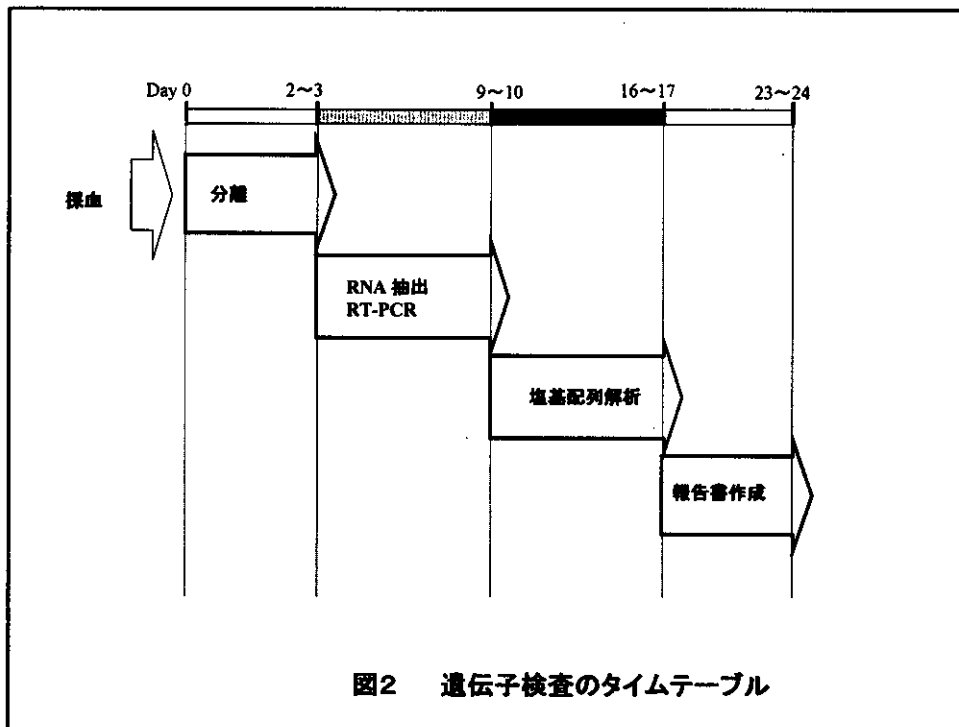 Day 0 2～3 9～10 16～17 23～24
採血
分離
RNA 抽出
RT-PCR
塩基配列解析
報告書作成
図2 遺伝子検査のタイムテーブル